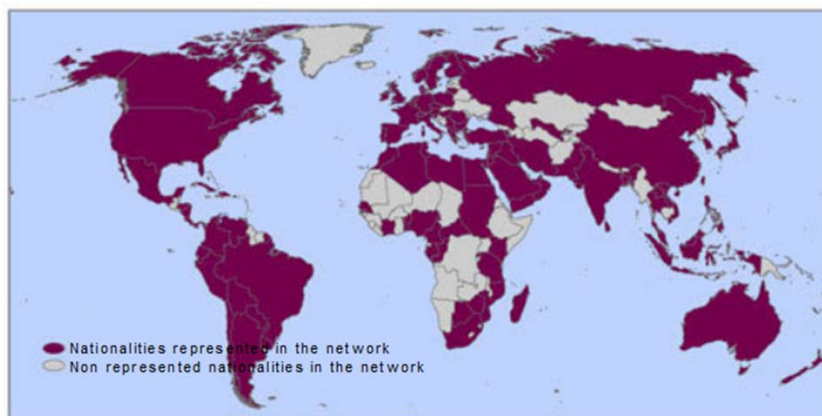 Nationalities represented in the network
Non represented nationalities in the network